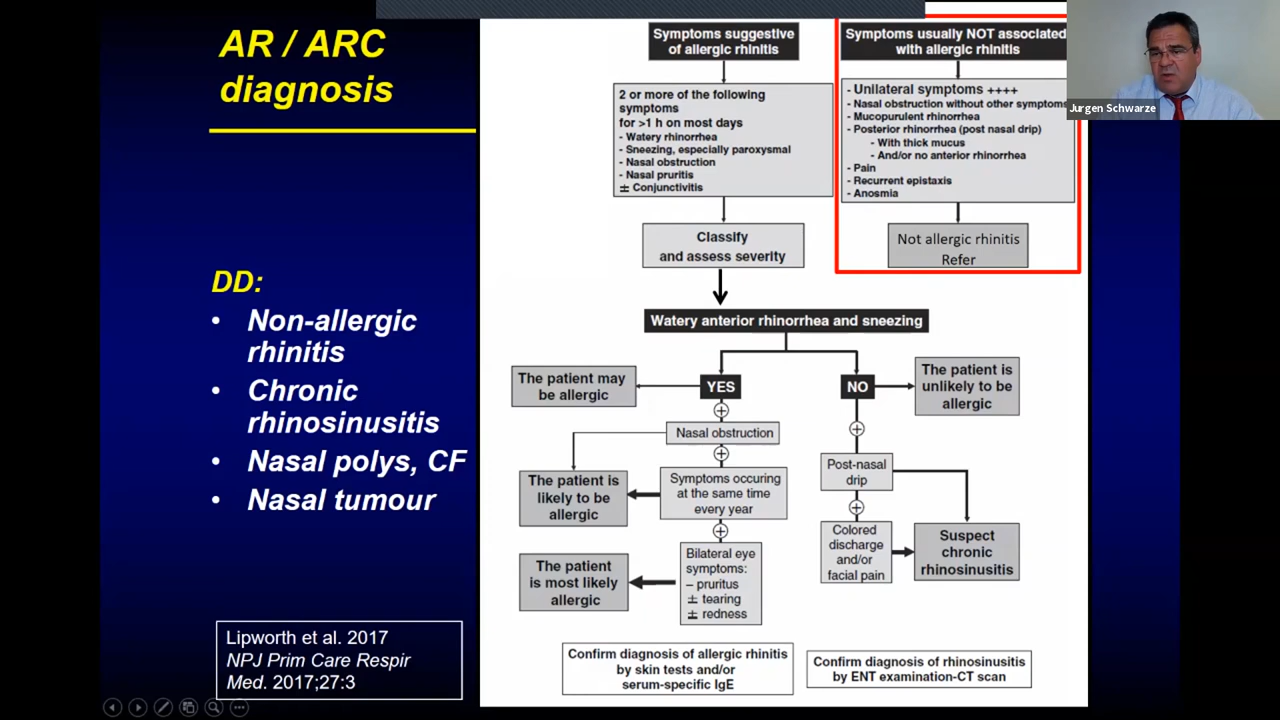 AR / ARC
diagnosis
DD:
• Non-allergic
rhinitis
• Chronic
rhinosinusitis
• Nasal polys, CF
• Nasal tumour
Lipworth et al. 2017
NPJ Prim Care Respir
Med. 2017;27:3
Symptoms suggestive
of allergic rhinitis
2 or more of the following
symptoms
for >1 h on most days
- Watery rhinorrhea
- Sneezing, especially paroxysmal
- Nasal obstruction
- Nasal pruritis
± Conjunctivitis
Classify
and assess severity
Symptoms usually NOT associated
with allergic rhinitis
- Unilateral symptoms ++++
- Nasal obstruction without other symptoms
- Mucopurulent rhinorrhea
- Posterior rhinorrhea (post nasal drip)
- With thick mucus
- And/or no anterior rhinorrhea
- Pain
- Recurrent epistaxis
- Anosmia
Not allergic rhinitis
Refer
Jurgen Schwarze
Watery anterior rhinorrhea and sneezing
The patient may
be allergic
YES
NO
The patient is
unlikely to be
allergic
Nasal obstruction
The patient is
likely to be
allergic
Symptoms occuring
at the same time
every year
Post-nasal
drip
The patient
is most likely
allergic
Bilateral eye
symptoms:
– pruritus
± tearing
± redness
Colored
discharge
and/or
facial pain
Suspect
chronic
rhinosinusitis
Confirm diagnosis of allergic rhinitis
by skin tests and/or
serum-specific IgE
Confirm diagnosis of rhinosinusitis
by ENT examination-CT scan